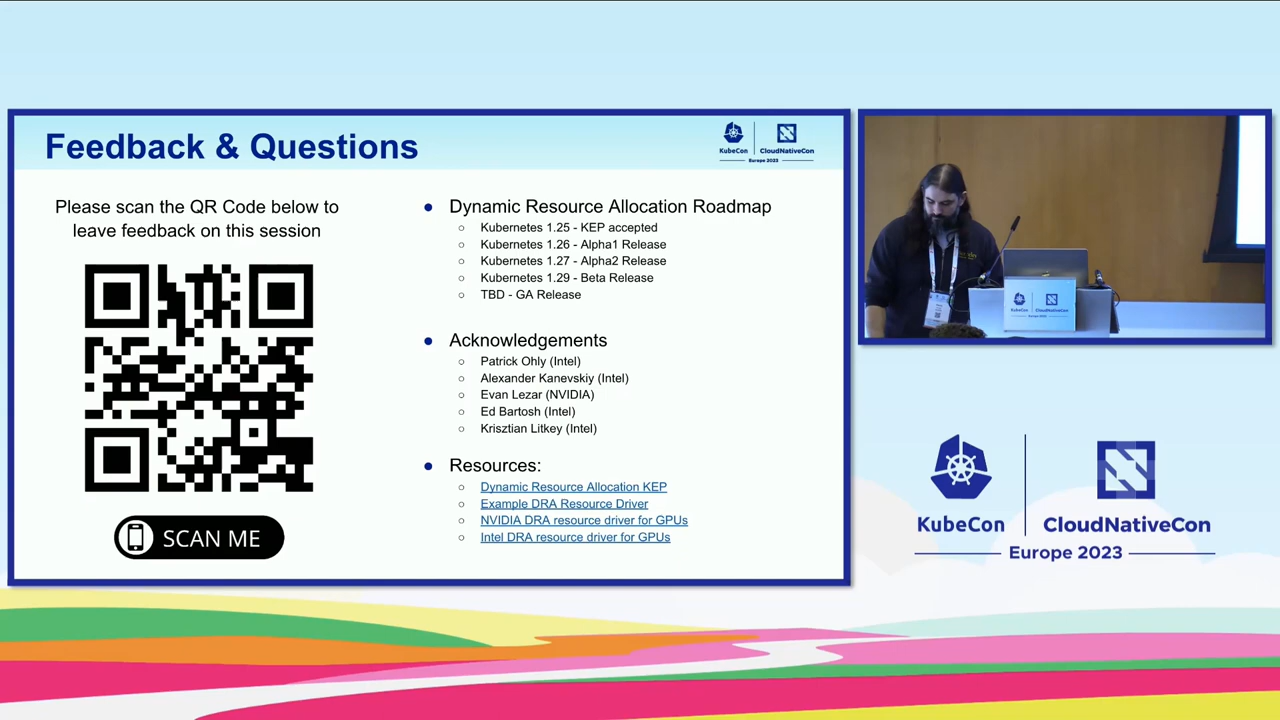 Feedback & Questions
KubeCon
CloudNativeCon
Europe 2023
Please scan the QR Code below to
leave feedback on this session
SCAN ME
● Dynamic Resource Allocation Roadmap
○ Kubernetes 1.25 - KEP accepted
○ Kubernetes 1.26 - Alpha1 Release
○ Kubernetes 1.27 - Alpha2 Release
○ Kubernetes 1.29 - Beta Release
○ TBD - GA Release
● Acknowledgements
○ Patrick Ohly (Intel)
○ Alexander Kanevskiy (Intel)
○ Evan Lezar (NVIDIA)
○ Ed Bartosh (Intel)
○ Krisztian Litkey (Intel)
● Resources:
○ Dynamic Resource Allocation KEP
○ Example DRA Resource Driver
○ NVIDIA DRA resource driver for GPUs
○ Intel DRA resource driver for GPUs
KubeCon
CloudNativeCon
Europe 2023
KubeCon
CloudNativeCon
Europe 2023